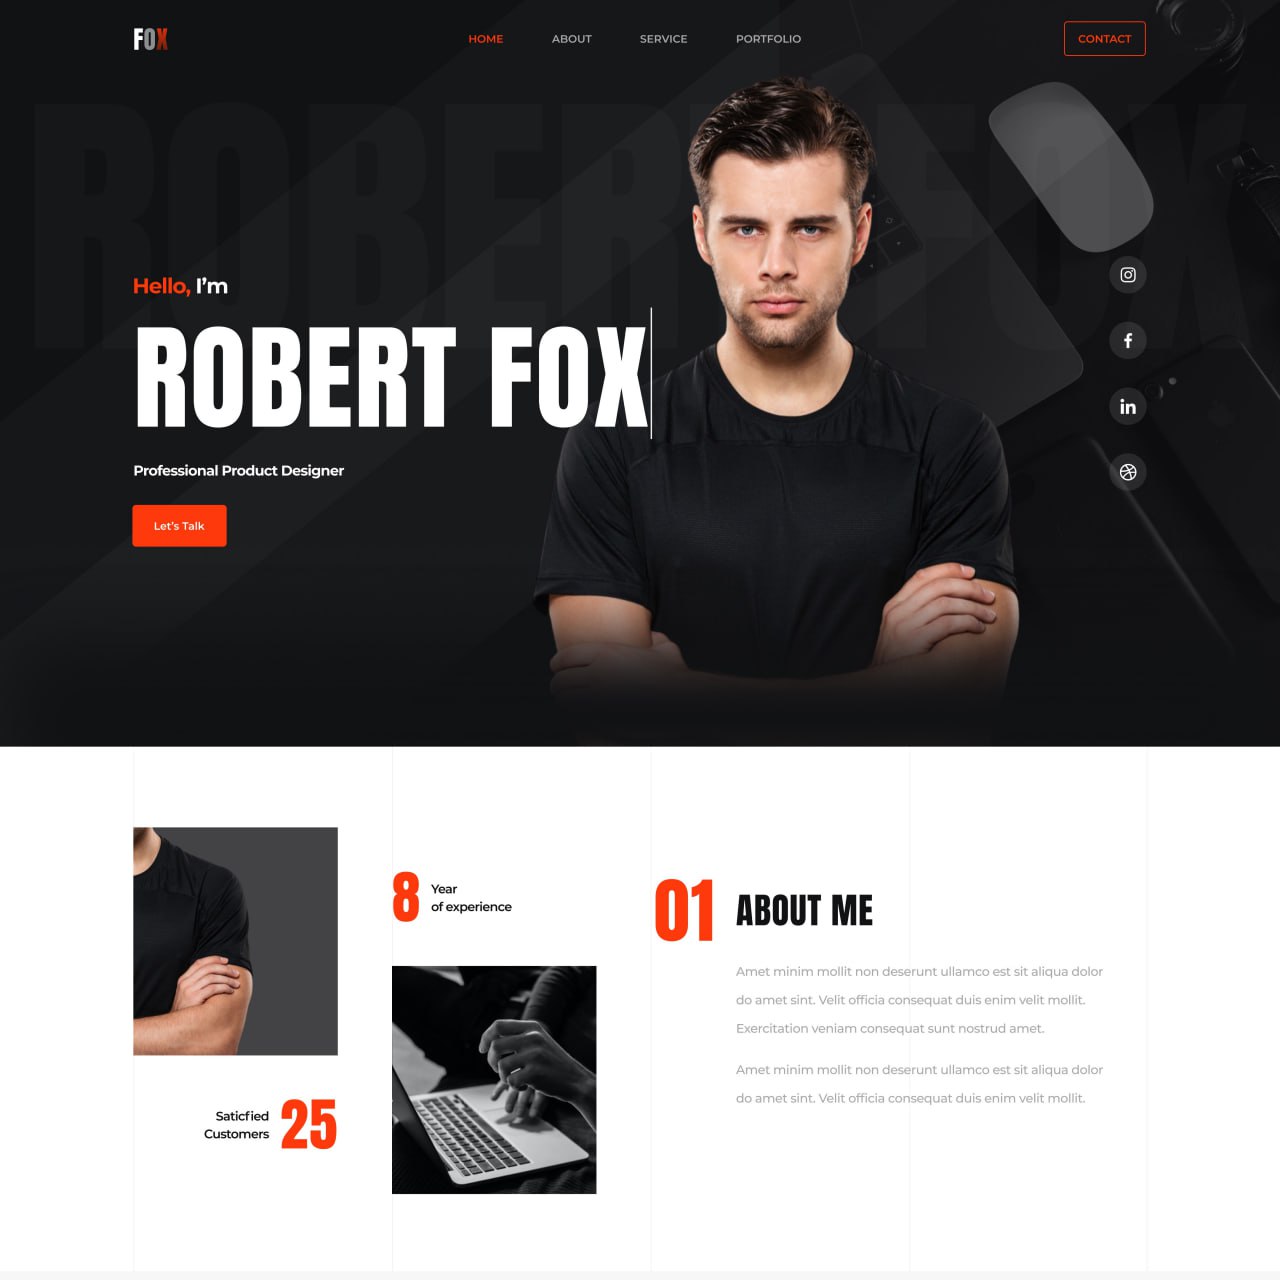 FOX
HOME
ABOUT
SERVICE
PORTFOLIO
CONTACT
ROBERT FOX
Hello, I'm
ROBERT FOX
Professional Product Designer
Let's Talk
8
Year
of experience
Saticfied
Customers
25
01
ABOUT ME
Amet minim mollit non deserunt ullamco est sit aliqua dolor
do amet sint. Velit officia consequat duis enim velit mollit.
Exercitation veniam consequat sunt nostrud amet.
Amet minim mollit non deserunt ullamco est sit aliqua dolor
do amet sint. Velit officia consequat duis enim velit mollit.